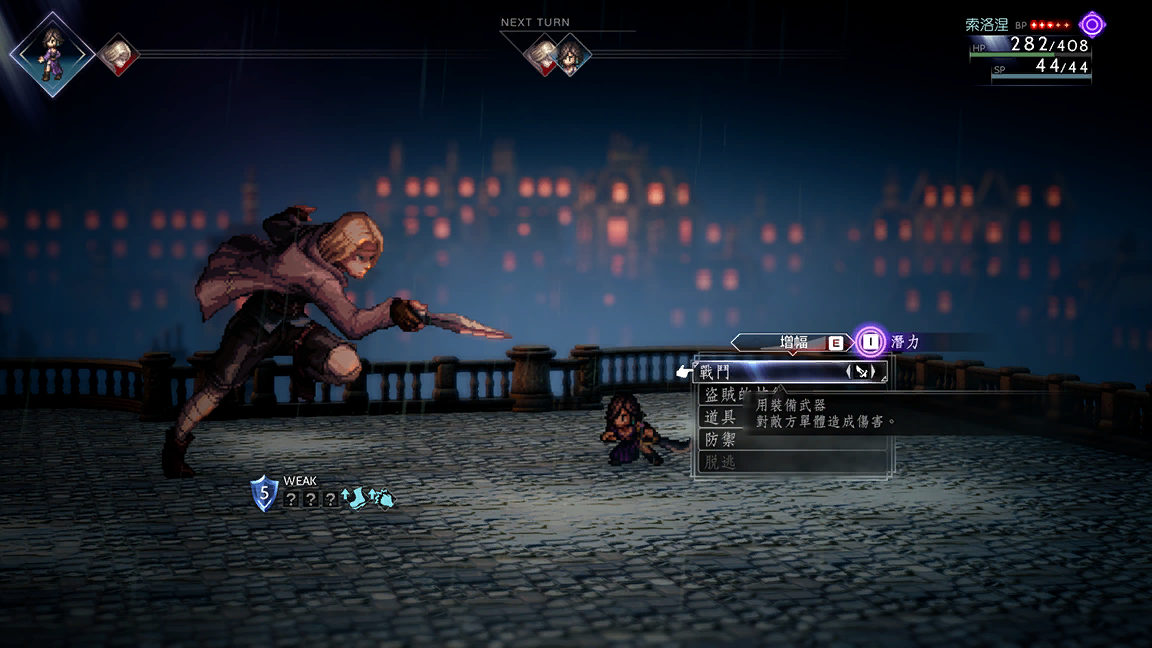 NEXT TURN
索洛涅 BP
HP 282/408
SP 44/44
增幅 E I 潛力
戰鬥
盜賊的
道具
防禦
脫逃
用裝備武器
對敵方單體造成傷害。
5 WEAK
? ? ?